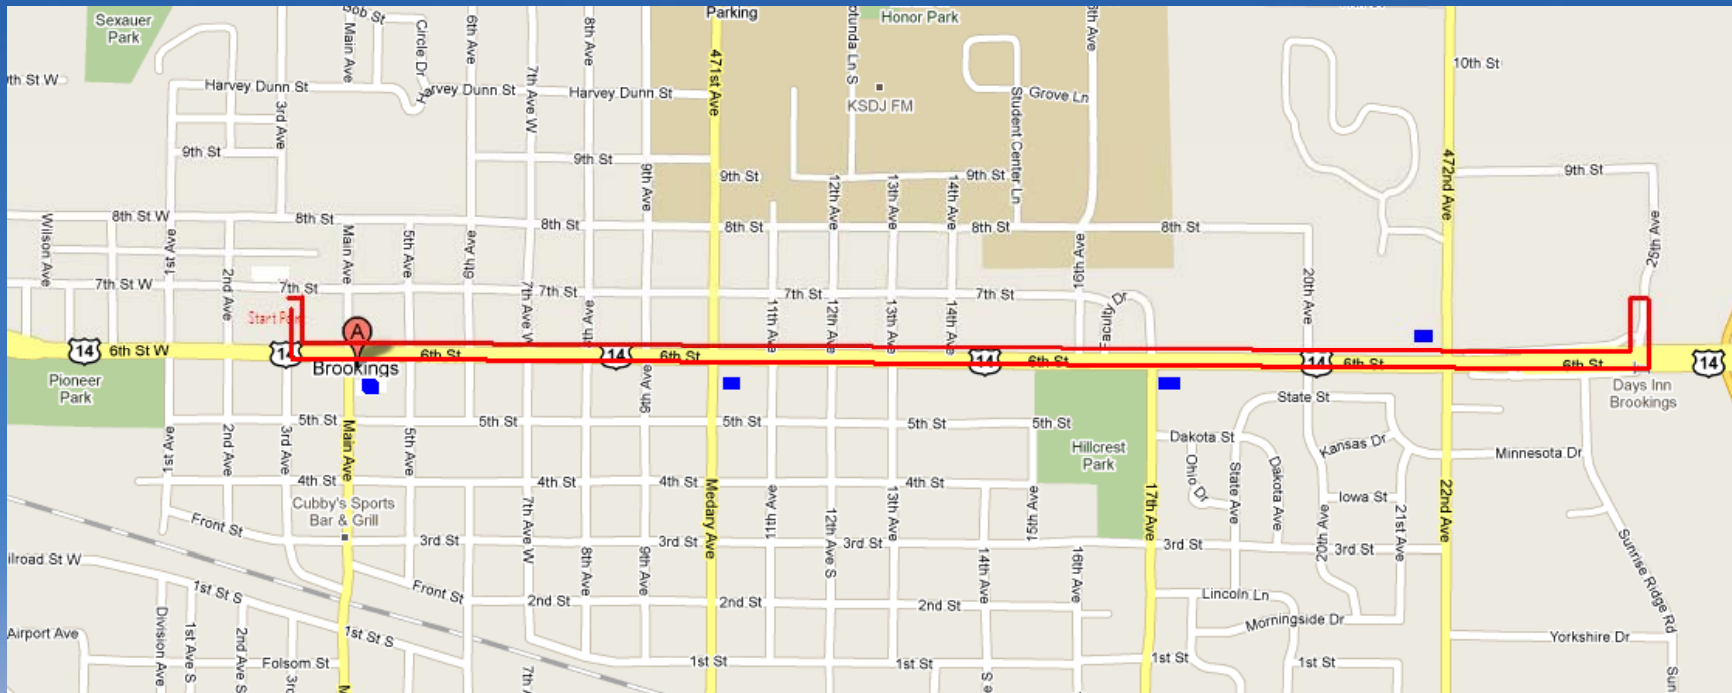 Sexauer
Park
Bob St
Main Ave
Circle Dr
6th Ave
8th Ave
Parking
471st Ave
Honor Park
10th St
Harvey Dunn St
Harvey Dunn St
Harvey Dunn St
3rd Ave
7th Ave W
KSDJ FM
Student Center Ln
Grove Ln
472nd Ave
9th St
9th St
9th St
9th St
9th St
9th Ave
12th Ave
13th Ave
14th Ave
Wilson Ave
8th St W
8th St
8th St
8th St
8th St
8th St
1st Ave
Main Ave
5th Ave
6th Ave
16th Ave
20th Ave
25th Ave
2nd Ave
7th St W
7th St
7th St
7th St
7th St
11th Ave
12th Ave
13th Ave
14th Ave
Faculty Dr
A
14
6th St W
14
6th St
14
6th St
14
6th St
14
6th St
6th St
14
Brookings
Pioneer
Park
Days Inn
Brookings
9th Ave
State St
5th St
5th St
5th St
5th St
5th St
1st Ave
2nd Ave
3rd Ave
Main Ave
5th Ave
Hillcrest
Park
Dakota St
Kansas Dr
Minnesota Dr
Ohio Dr
State Ave
Dakota Ave
4th St
4th St
4th St
4th St
Cubby's Sports
Bar & Grill
Iowa St
20th Ave
21st Ave
22nd Ave
17th Ave
Medary Ave
11th Ave
12th Ave S
13th Ave
15th Ave
7th Ave W
Front St
3rd St
3rd St
3rd St
3rd St
3rd St
8th Ave
9th Ave
14th Ave
16th Ave
Sunrise Ridge Rd
1st St S
Front St
2nd St
2nd St
2nd St
Lincoln Ln
Morningside Dr
Yorkshire Dr
Airport Ave
Division Ave
1st Ave S
1st St S
Folsom St
1st St
1st St
1st St
1st St